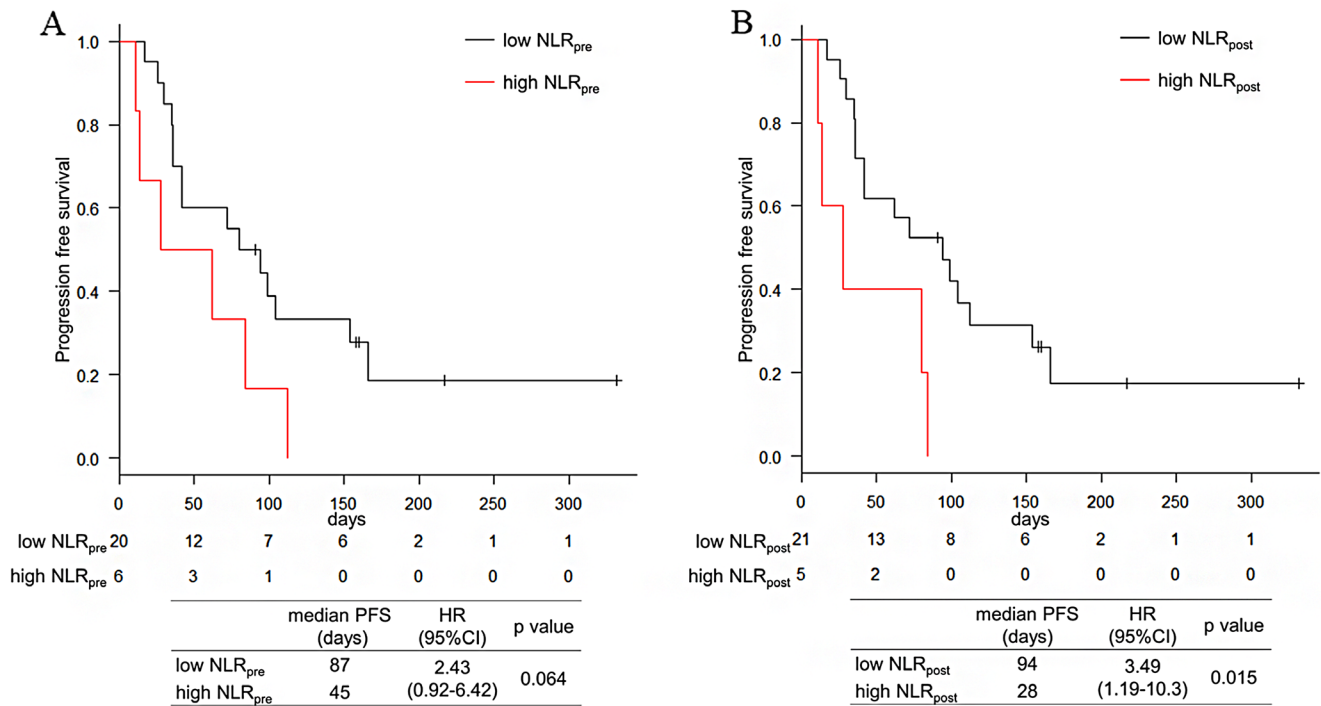 A
low NLRpre
high NLRpre
Progression free survival
1.0
0.8
0.6
0.4
0.2
0.0
0 50 100 150 200 250 300
days
low NLRpre 20 12 7 6 2 1 1
high NLRpre 6 3 1 0 0 0 0
median PFS (days) HR (95%CI) p value
low NLRpre 87 2.43 0.064
high NLRpre 45 (0.92-6.42)
B
low NLRpost
high NLRpost
Progression free survival
1.0
0.8
0.6
0.4
0.2
0.0
0 50 100 150 200 250 300
days
low NLRpost 21 13 8 6 2 1 1
high NLRpost 5 2 0 0 0 0 0
median PFS (days) HR (95%CI) p value
low NLRpost 94 3.49 0.015
high NLRpost 28 (1.19-10.3)